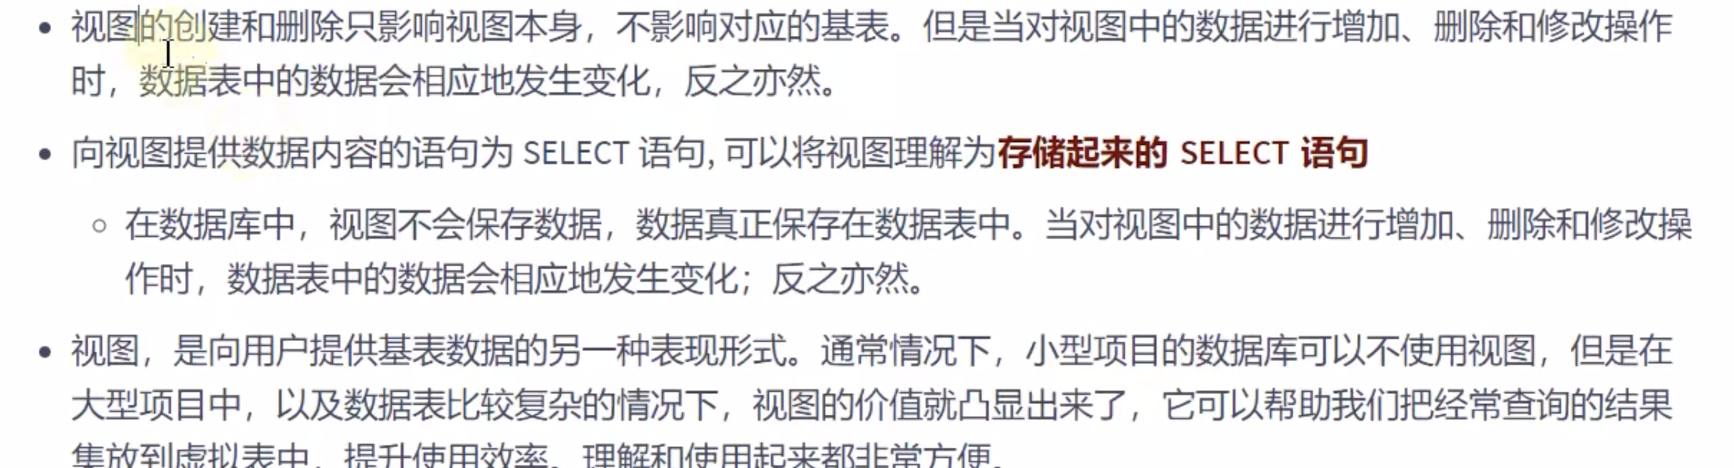 视图的创建和删除只影响视图本身，不影响对应的基表。但是当对视图中的数据进行增加、删除和修改操作
时，数据表中的数据会相应地发生变化，反之亦然。
向视图提供数据内容的语句为 SELECT 语句, 可以将视图理解为存储起来的 SELECT 语句
在数据库中，视图不会保存数据，数据真正保存在数据表中。当对视图中的数据进行增加、删除和修改操
作时，数据表中的数据会相应地发生变化；反之亦然。
视图，是向用户提供基表数据的另一种表现形式。通常情况下，小型项目的数据库可以不使用视图，但是在
大型项目中，以及数据表比较复杂的情况下，视图的价值就凸显出来了，它可以帮助我们把经常查询的结果
集放到虚拟表中，提升使用效率。理解和使用起来都非常方便。